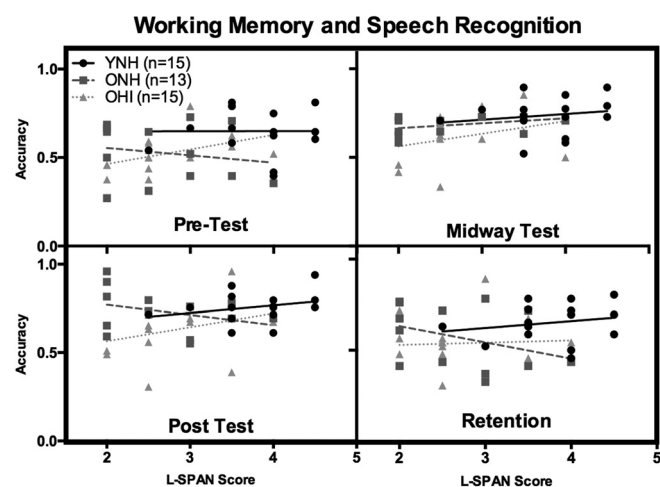 Working Memory and Speech Recognition
YNH (n=15)
ONH (n=13)
OHI (n=15)
1.0
0.5
0.0
Accuracy
Pre-Test
Midway Test
1.0
0.5
0.0
Accuracy
Post Test
Retention
2 3 4 5
2 3 4 5
L-SPAN Score
L-SPAN Score